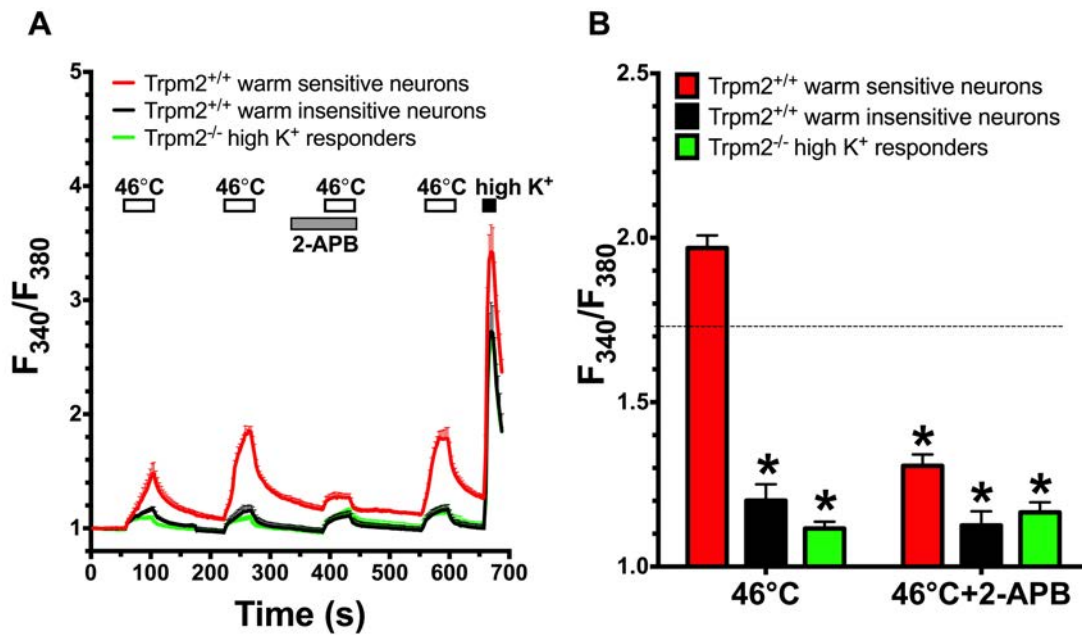 A
F340/F380
5
4
3
2
1
Trpm2+/+ warm sensitive neurons
Trpm2+/+ warm insensitive neurons
Trpm2-/- high K+ responders
46°C 46°C 46°C 46°C high K+
2-APB
0 100 200 300 400 500 600 700
Time (s)
B
F340/F380
2.5
2.0
1.5
1.0
Trpm2+/+ warm sensitive neurons
Trpm2+/+ warm insensitive neurons
Trpm2-/- high K+ responders
* * * * *
46°C 46°C+2-APB